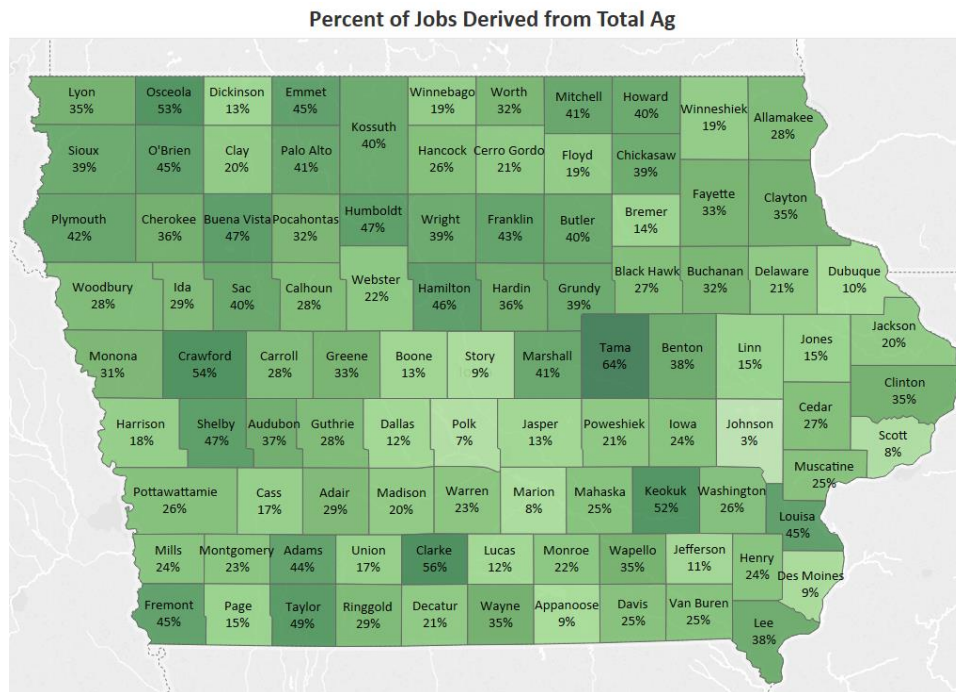 Percent of Jobs Derived from Total Ag
Lyon
35%
Osceola
53%
Dickinson
13%
Emmet
45%
Kossuth
40%
Winnebago
19%
Worth
32%
Mitchell
41%
Howard
40%
Winneshiek
19%
Allamakee
28%
Sioux
39%
O'Brien
45%
Clay
20%
Palo Alto
41%
Hancock
26%
Cerro Gordo
21%
Floyd
19%
Chickasaw
39%
Fayette
33%
Clayton
35%
Plymouth
42%
Cherokee
36%
Buena Vista
47%
Pocahontas
32%
Humboldt
47%
Wright
39%
Franklin
43%
Butler
40%
Bremer
14%
Woodbury
28%
Ida
29%
Sac
40%
Calhoun
28%
Webster
22%
Hamilton
46%
Hardin
36%
Grundy
39%
Black Hawk
27%
Buchanan
32%
Delaware
21%
Dubuque
10%
Monona
31%
Crawford
54%
Carroll
28%
Greene
33%
Boone
13%
Story
9%
Marshall
41%
Tama
64%
Benton
38%
Linn
15%
Jones
15%
Jackson
20%
Clinton
35%
Harrison
18%
Shelby
47%
Audubon
37%
Guthrie
28%
Dallas
12%
Polk
7%
Jasper
13%
Poweshiek
21%
Iowa
24%
Johnson
3%
Cedar
27%
Scott
8%
Muscatine
25%
Pottawattamie
26%
Cass
17%
Adair
29%
Madison
20%
Warren
23%
Marion
8%
Mahaska
25%
Keokuk
52%
Washington
26%
Louisa
45%
Mills
24%
Montgomery
23%
Adams
44%
Union
17%
Clarke
56%
Lucas
12%
Monroe
22%
Wapello
35%
Jefferson
11%
Henry
24%
Des Moines
9%
Fremont
45%
Page
15%
Taylor
49%
Ringgold
29%
Decatur
21%
Wayne
35%
Appanoose
9%
Davis
25%
Van Buren
25%
Lee
38%